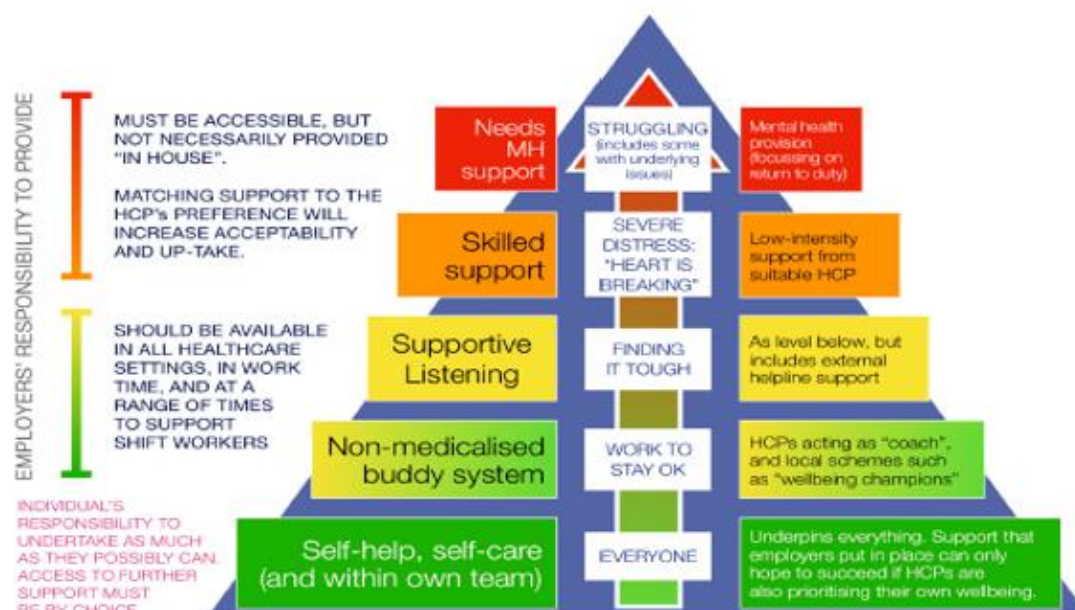 EMPLOYERS' RESPONSIBILITY TO PROVIDE
MUST BE ACCESSIBLE, BUT
NOT NECESSARILY PROVIDED
"IN HOUSE".
MATCHING SUPPORT TO THE
HCP's PREFERENCE WILL
INCREASE ACCEPTABILITY
AND UP-TAKE.
SHOULD BE AVAILABLE
IN ALL HEALTHCARE
SETTINGS, IN WORK
TIME, AND AT A
RANGE OF TIMES
TO SUPPORT
SHIFT WORKERS
INDIVIDUAL'S
RESPONSIBILITY TO
UNDERTAKE AS MUCH
AS THEY POSSIBLY CAN.
ACCESS TO FURTHER
SUPPORT MUST
BE BY CHOICE
Needs
MH
support
STRUGGLING
(includes some
with underlying
issues)
Mental health
provision
(focussing on
return to duty)
Skilled
support
SEVERE
DISTRESS:
"HEART IS
BREAKING"
Low-intensity
support from
suitable HCP
Supportive
Listening
FINDING
IT TOUGH
As level below, but
includes external
helpline support
Non-medicalised
buddy system
WORK TO
STAY OK
HCPs acting as "coach",
and local schemes such
as "wellbeing champions"
Self-help, self-care
(and within own team)
EVERYONE
Underpins everything. Support that
employers put in place can only
hope to succeed if HCPs are
also prioritising their own wellbeing.